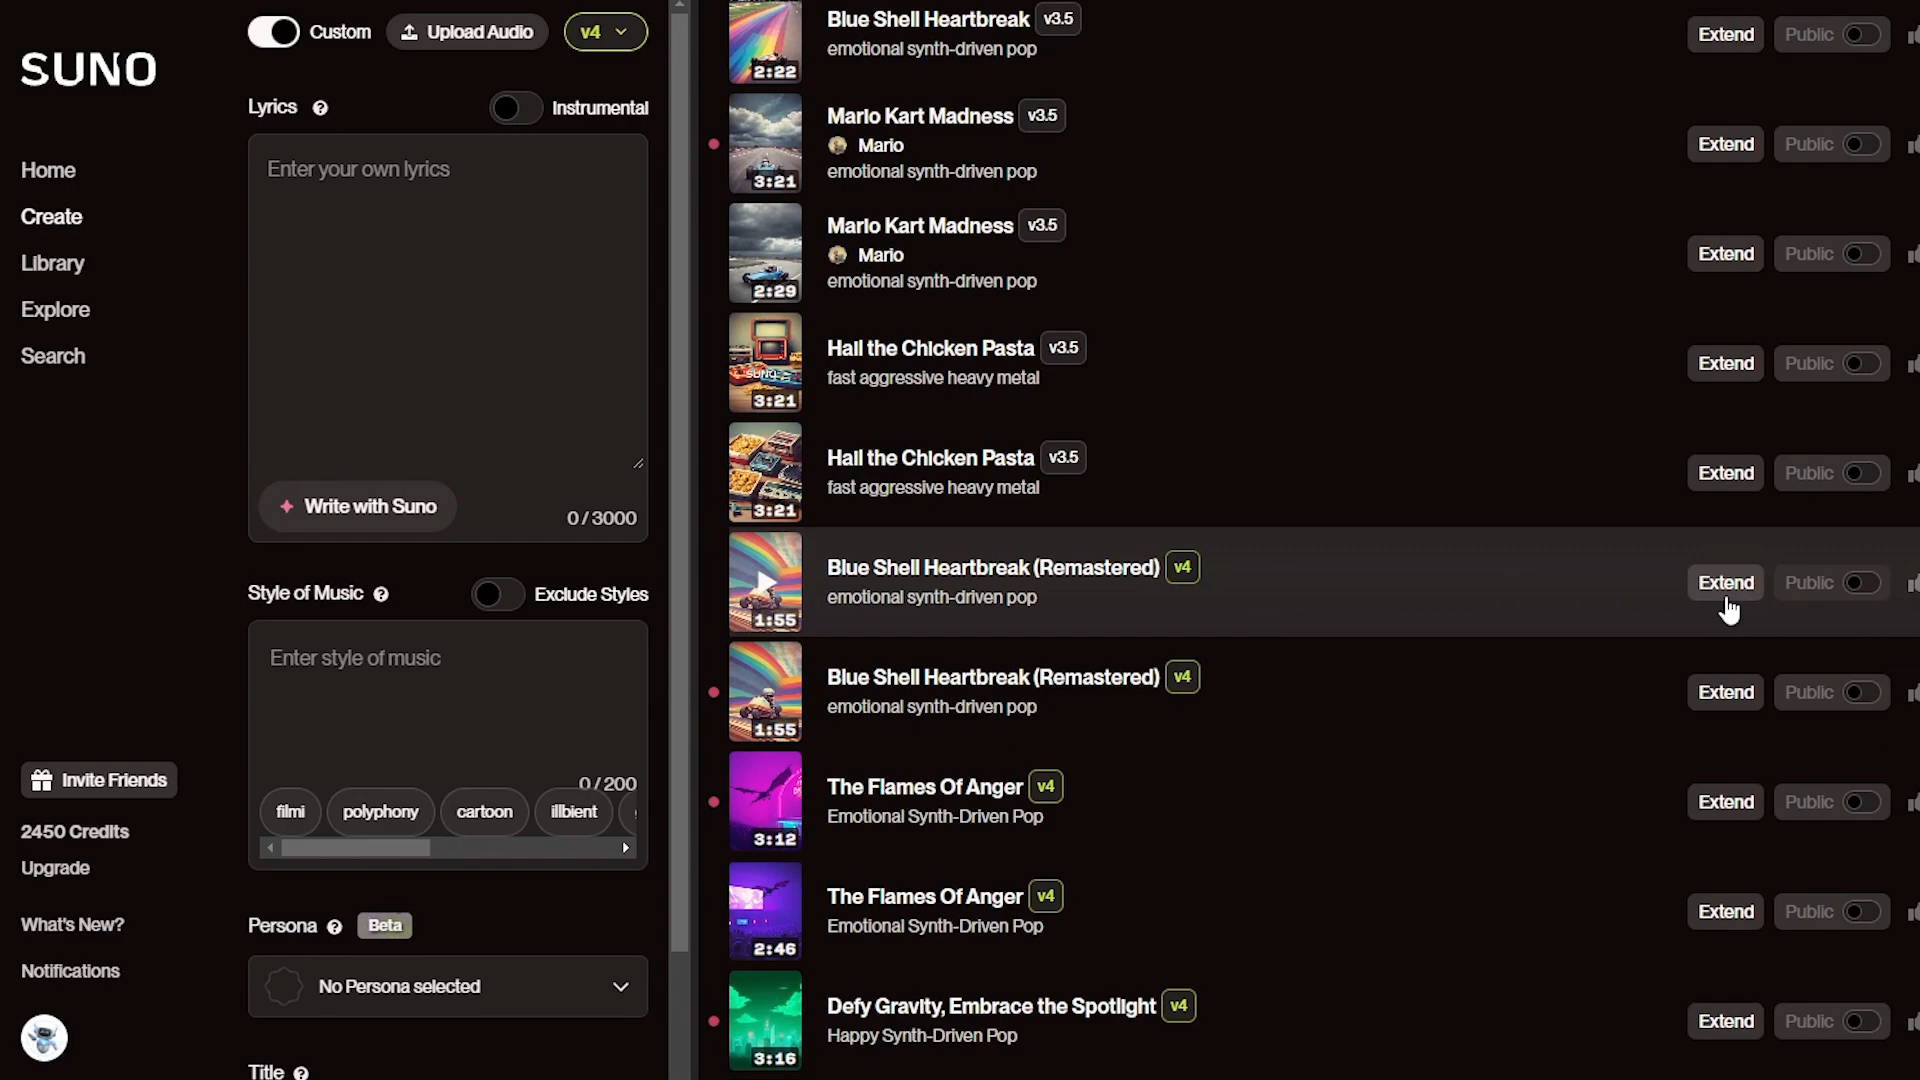 SUNO
Home
Create
Library
Explore
Search
Invite Friends
2450 Credits
Upgrade
What's New?
Notifications
Custom
Upload Audio
v4
Lyrics
Instrumental
Enter your own lyrics
Write with Suno
0 / 3000
Style of Music
Exclude Styles
Enter style of music
0 / 200
filmi polyphony cartoon illbient
Persona Beta
No Persona selected
Title
Blue Shell Heartbreak v3.5
emotional synth-driven pop
2:22
Extend Public
Mario Kart Madness v3.5
Mario
emotional synth-driven pop
3:21
Extend Public
Mario Kart Madness v3.5
Mario
emotional synth-driven pop
2:29
Extend Public
Hail the Chicken Pasta v3.5
fast aggressive heavy metal
SUNO
3:21
Extend Public
Hail the Chicken Pasta v3.5
fast aggressive heavy metal
3:21
Extend Public
Blue Shell Heartbreak (Remastered) v4
emotional synth-driven pop
1:55
Extend Public
Blue Shell Heartbreak (Remastered) v4
emotional synth-driven pop
1:55
Extend Public
The Flames Of Anger v4
Emotional Synth-Driven Pop
3:12
Extend Public
The Flames Of Anger v4
Emotional Synth-Driven Pop
2:46
Extend Public
Defy Gravity, Embrace the Spotlight v4
Happy Synth-Driven Pop
3:16
Extend Public